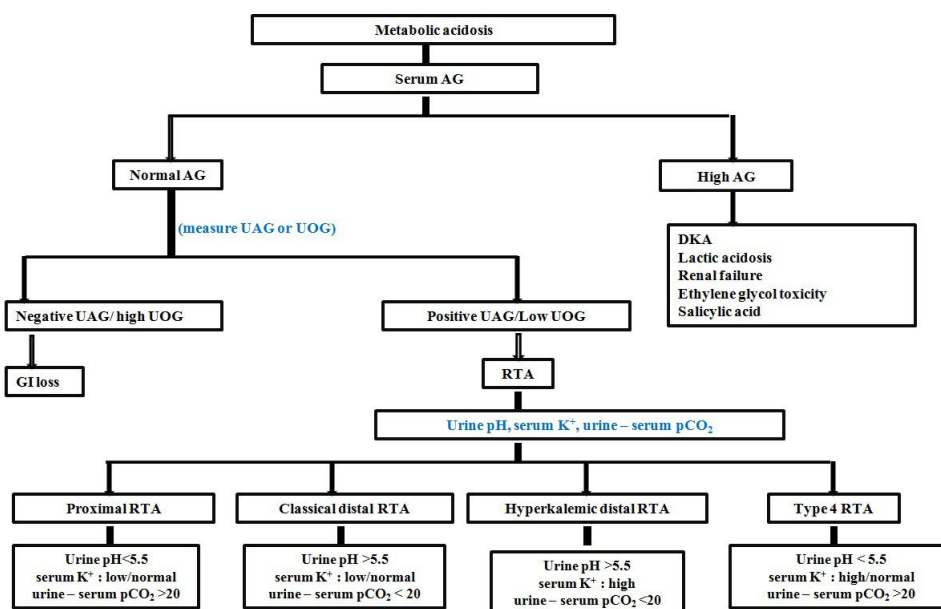 Metabolic acidosis
Serum AG
Normal AG
High AG
(measure UAG or UOG)
DKA
Lactic acidosis
Renal failure
Ethylene glycol toxicity
Salicylic acid
Negative UAG/ high UOG
Positive UAG/Low UOG
GI loss
RTA
Urine pH, serum K⁺, urine – serum pCO₂
Proximal RTA
Classical distal RTA
Hyperkalemic distal RTA
Type 4 RTA
Urine pH<5.5
serum K⁺ : low/normal
urine – serum pCO₂ >20
Urine pH >5.5
serum K⁺ : low/normal
urine – serum pCO₂ < 20
Urine pH >5.5
serum K⁺ : high
urine – serum pCO₂ <20
Urine pH < 5.5
serum K⁺ : high/normal
urine – serum pCO₂ >20